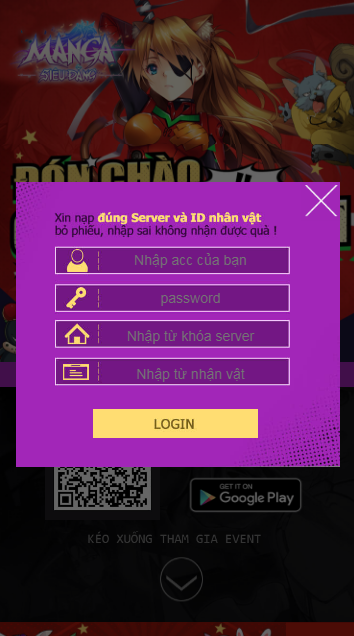 MANGA
SIÊU ĐẲNG
ĐÓN CHÀO
Xin nạp đúng Server và ID nhân vật
bỏ phiếu, nhập sai không nhận được quà !
Nhập acc của bạn
password
Nhập từ khóa server
Nhập từ nhân vật
LOGIN
GET IT ON
Google Play
KÉO XUỐNG THAM GIA EVENT